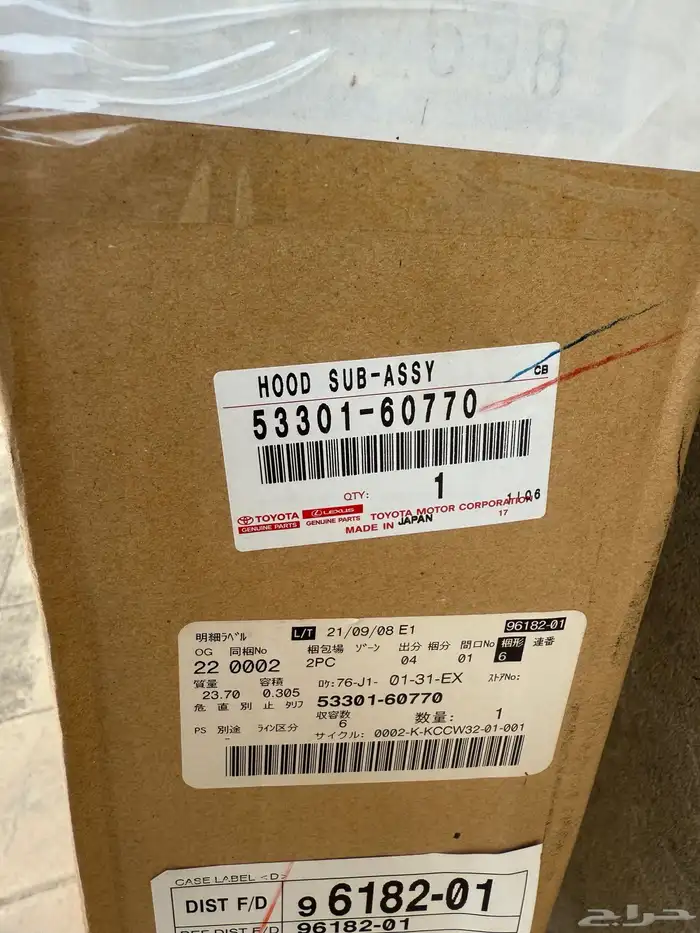 HOOD SUB-ASSY
CB
53301-60770
QTY: 1
1106
TOYOTA LEXUS TOYOTA MOTOR CORPORATION
GENUINE PARTS GENUINE PARTS 17
MADE IN JAPAN
明細ラベル L/T 21/09/08 E1 96182-01
OG 同梱No 梱包場 ゾーン 出分 梱分 間口No 梱形 連番
22 0002 2PC 04 01 6
質量 容積 ロケ:76-J1- 01-31-EX ストアNo:
23.70 0.305 53301-60770
危 直 別 止 タリフ 収容数 数量: 1
6
PS 別途 ライン区分 サイクル: 0002-K-KCCW32-01-001
-
CASE LABEL <D>
DIST F/D 96182-01
REF DIST F/D 96182-01
حراج